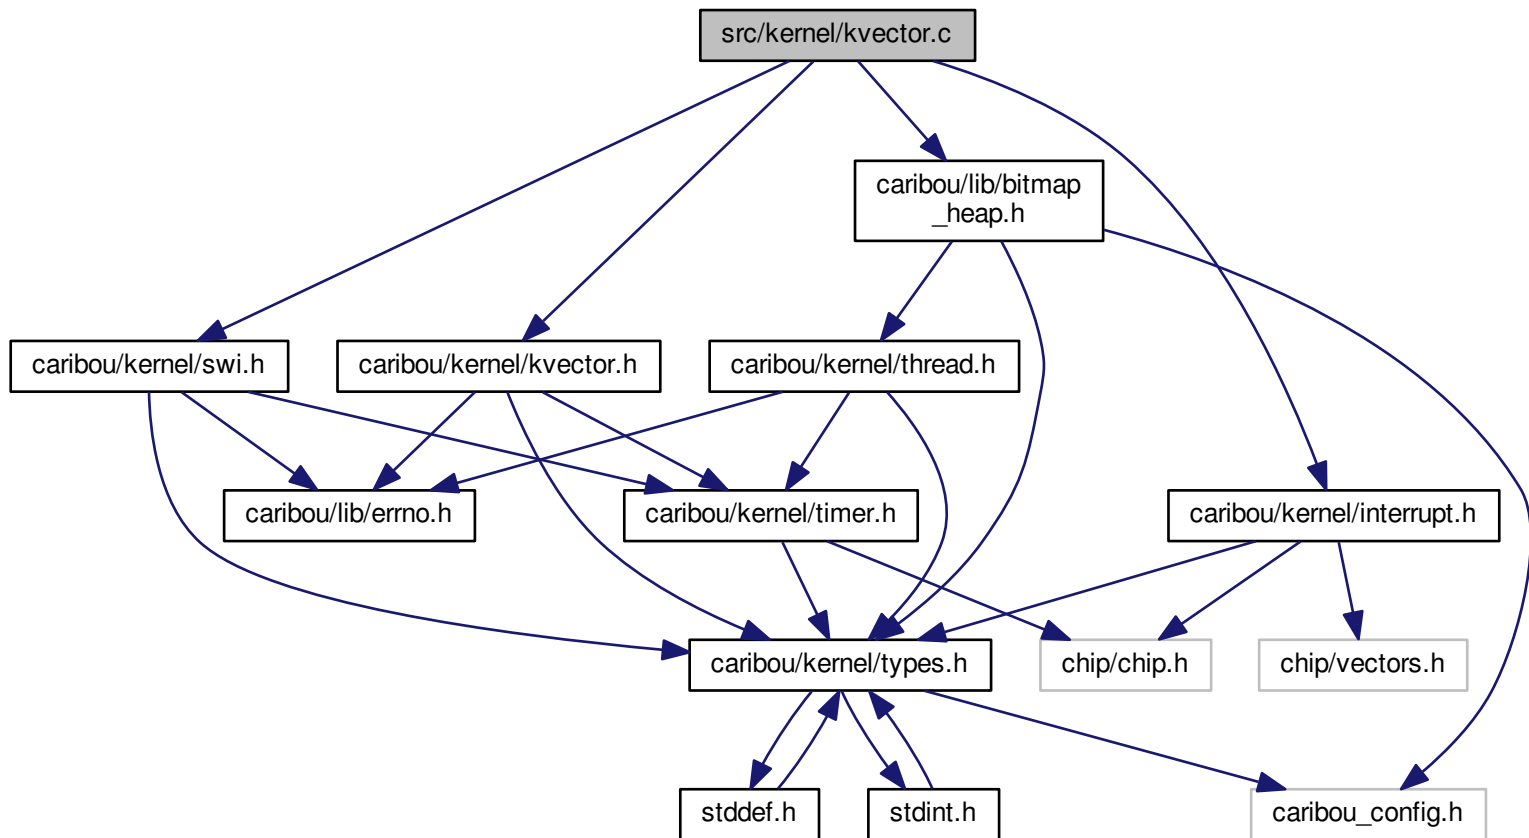 src/kernel/kvector.c
caribou/lib/bitmap
_heap.h
caribou/kernel/swi.h
caribou/kernel/kvector.h
caribou/kernel/thread.h
caribou/lib/errno.h
caribou/kernel/timer.h
caribou/kernel/interrupt.h
caribou/kernel/types.h
chip/chip.h
chip/vectors.h
stddef.h
stdint.h
caribou_config.h